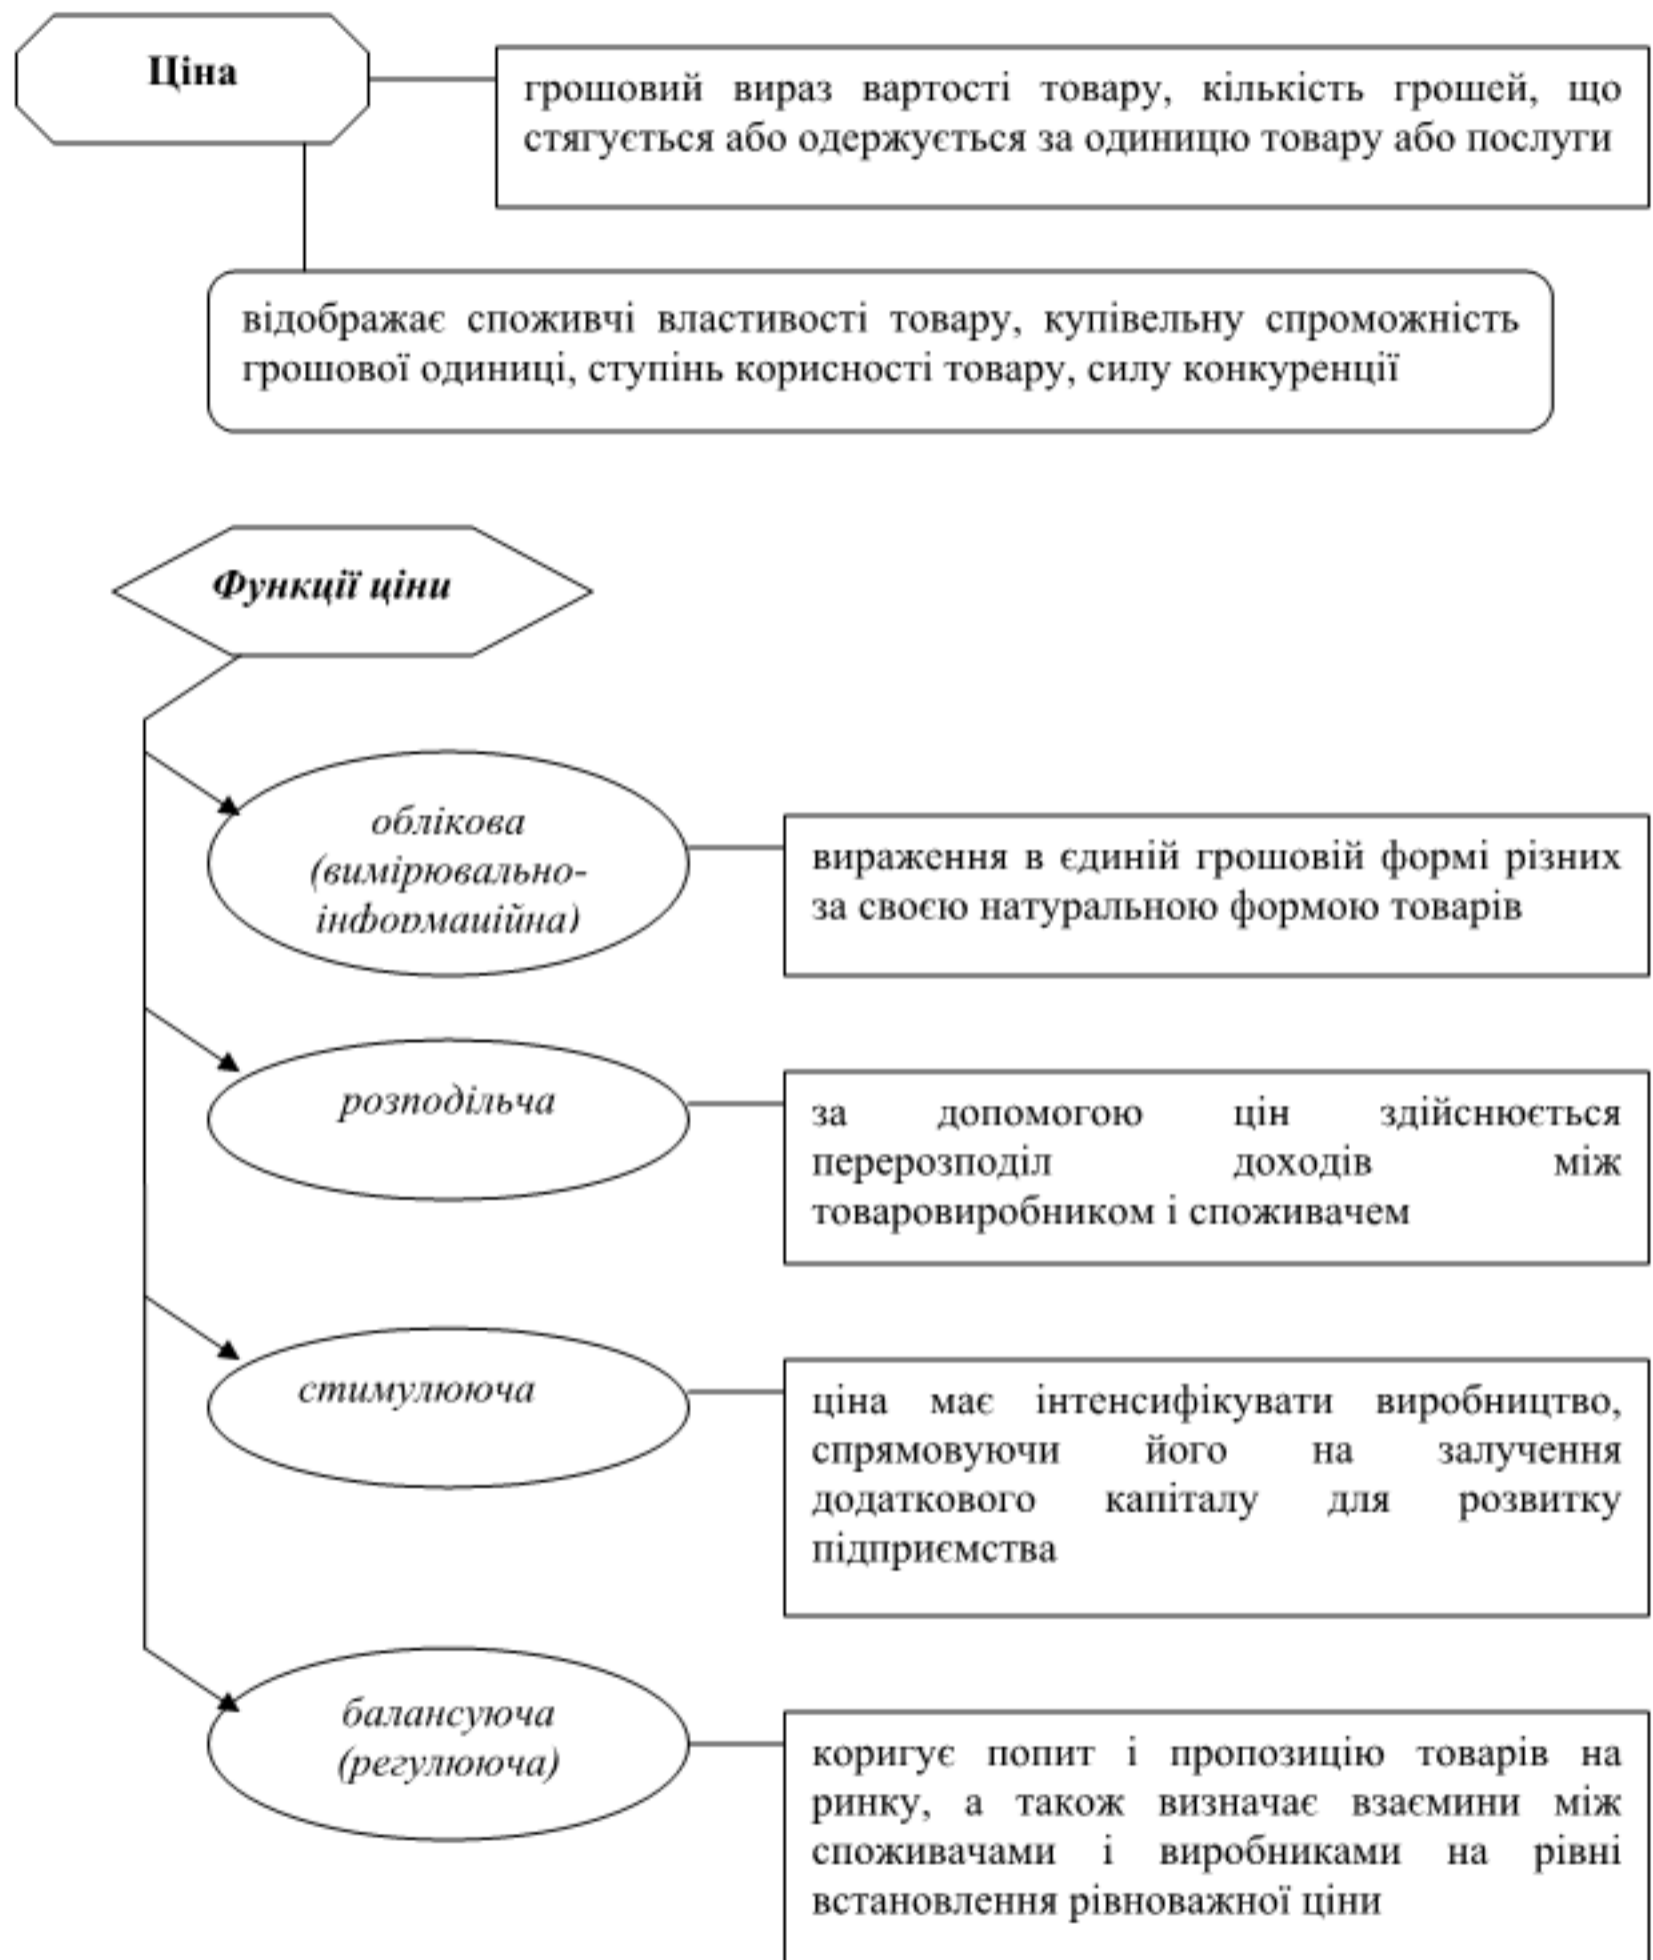 Ціна
грошовий вираз вартості товару, кількість грошей, що
стягується або одержується за одиницю товару або послуги
відображає споживчі властивості товару, купівельну спроможність
грошової одиниці, ступінь корисності товару, силу конкуренції
Функції ціни
облікова
(вимірювально-
інформаційна)
вираження в єдиній грошовій формі різних
за своєю натуральною формою товарів
розподільча
за допомогою цін здійснюється
перерозподіл доходів між
товаровиробником і споживачем
стимулююча
ціна має інтенсифікувати виробництво,
спрямовуючи його на залучення
додаткового капіталу для розвитку
підприємства
балансуюча
(регулююча)
коригує попит і пропозицію товарів на
ринку, а також визначає взаємини між
споживачами і виробниками на рівні
встановлення рівноважної ціни